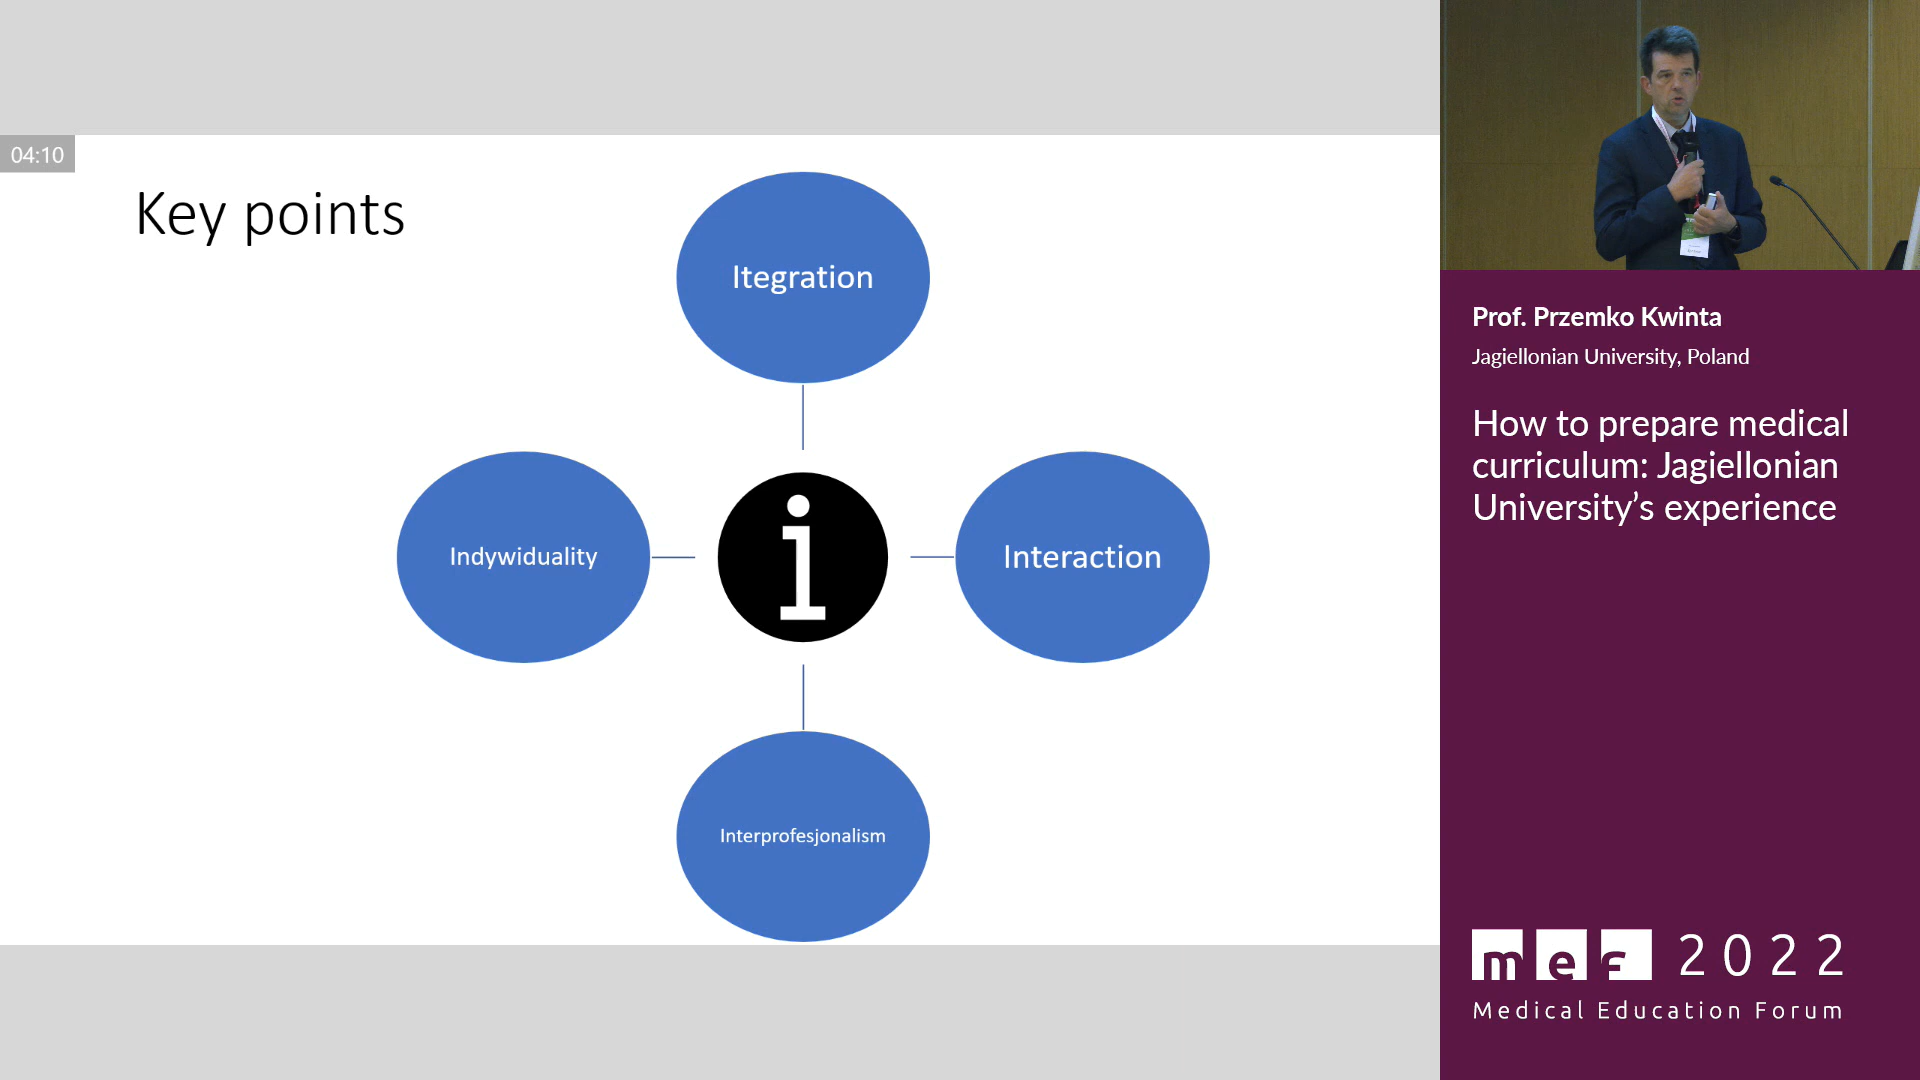 04:10
Key points
Itegration
Indywiduality
i
Interaction
Interprofesjonalism
Prof. Przemko Kwinta
Jagiellonian University, Poland
How to prepare medical
curriculum: Jagiellonian
University’s experience
mef 2022
Medical Education Forum